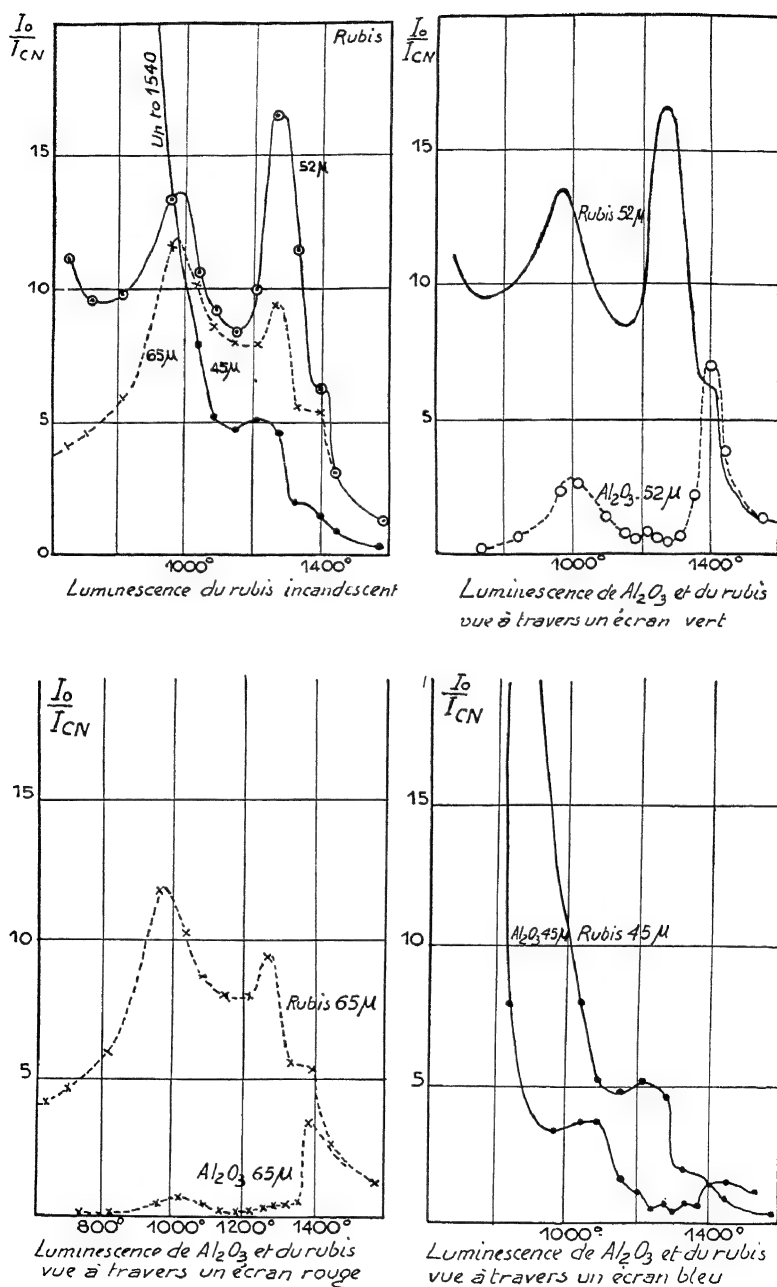 I₀
I_CN
Rubis
Up to 1540
15
52µ
10
65µ
45µ
5
0
1000°
1400°
Luminescence du rubis incandescent
I₀
I_CN
15
Rubis 52µ
10
5
Al₂O₃ 52µ
1000°
1400°
Luminescence de Al₂O₃ et du rubis
vue à travers un écran vert
I₀
I_CN
15
10
Rubis 65µ
5
Al₂O₃ 65µ
800°
1000°
1200°
1400°
Luminescence de Al₂O₃ et du rubis
vue à travers un écran rouge
I₀
I_CN
15
10
Al₂O₃ 45µ Rubis 45µ
5
1000°
1400°
Luminescence de Al₂O₃ et du rubis
vue à travers un écran bleu